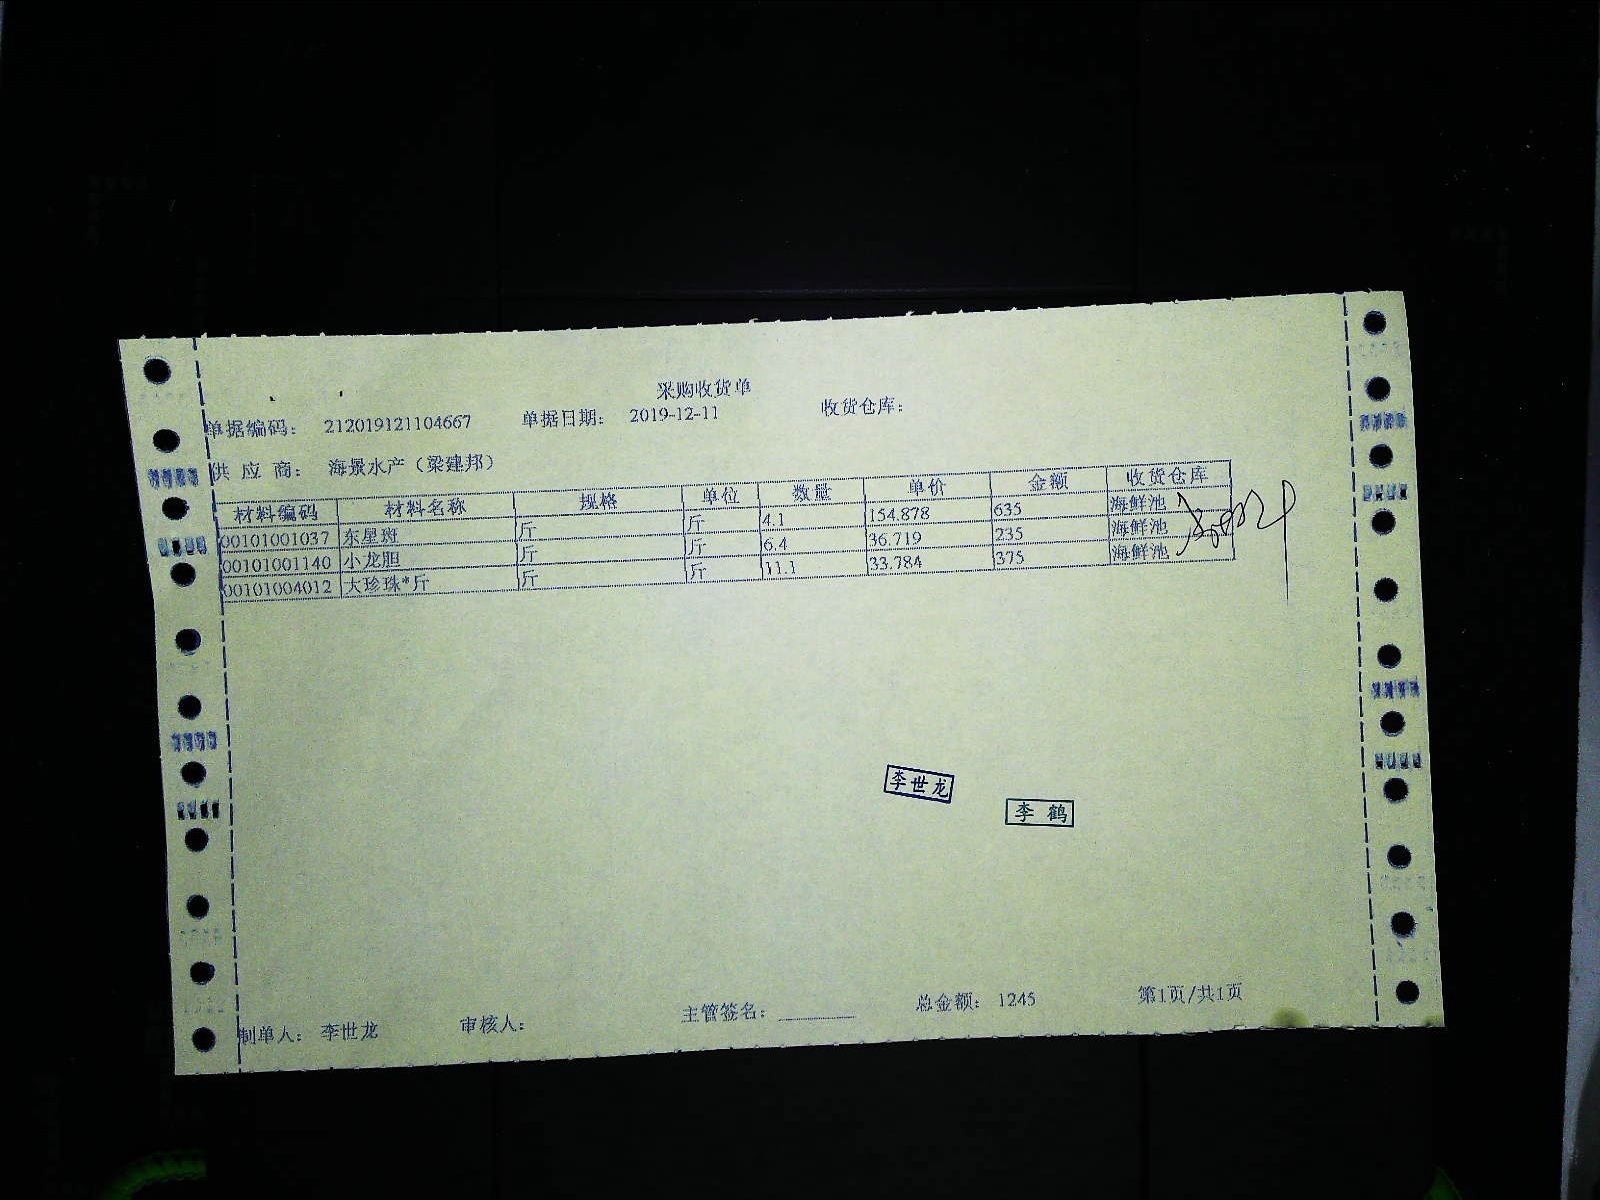 采购收货单
单据编码： 212019121104667 单据日期： 2019-12-11 收货仓库：
供 应 商： 海景水产（梁建邦）
材料编码 材料名称 规格 单位 数量 单价 金额 收货仓库
00101001037 东星斑 斤 斤 4.1 154.878 635 海鲜池
00101001140 小龙胆 斤 斤 6.4 36.719 235 海鲜池
00101004012 大珍珠*斤 斤 斤 11.1 33.784 375 海鲜池
李世龙
李 鹤
制单人： 李世龙 审核人： 主管签名： 总金额： 1245 第1页/共1页